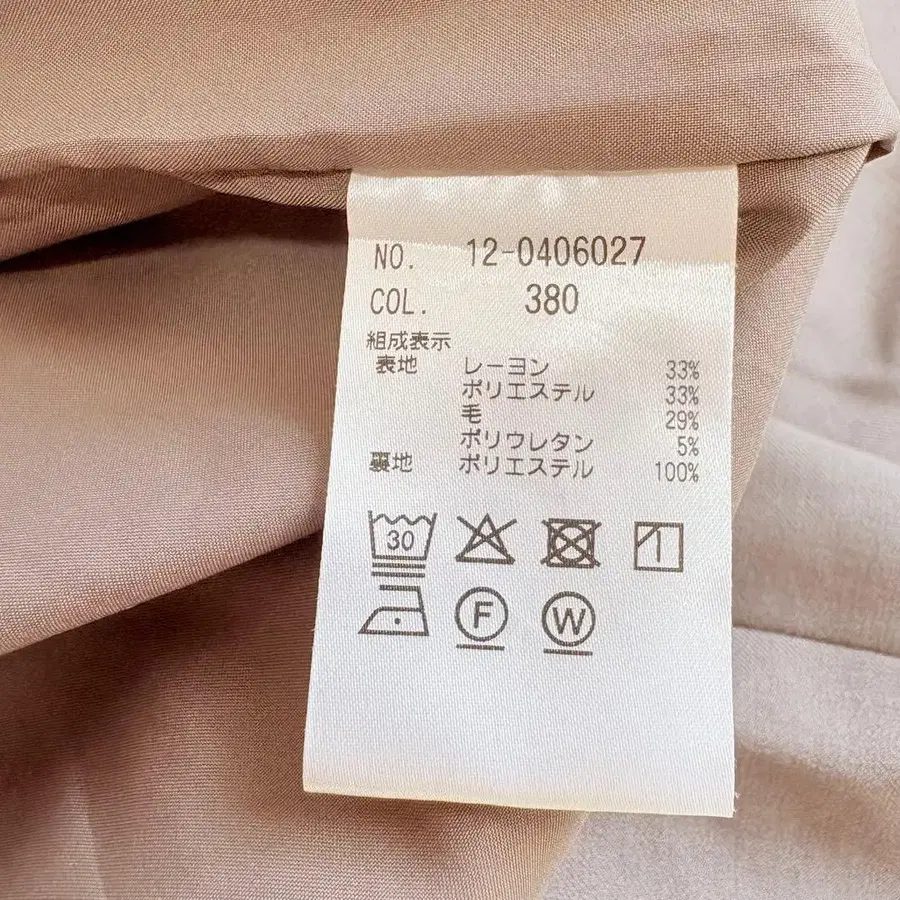 NO. 12-0406027
COL. 380
組成表示
表地 レーヨン 33%
ポリエステル 33%
毛 29%
ポリウレタン 5%
裏地 ポリエステル 100%
30
F W